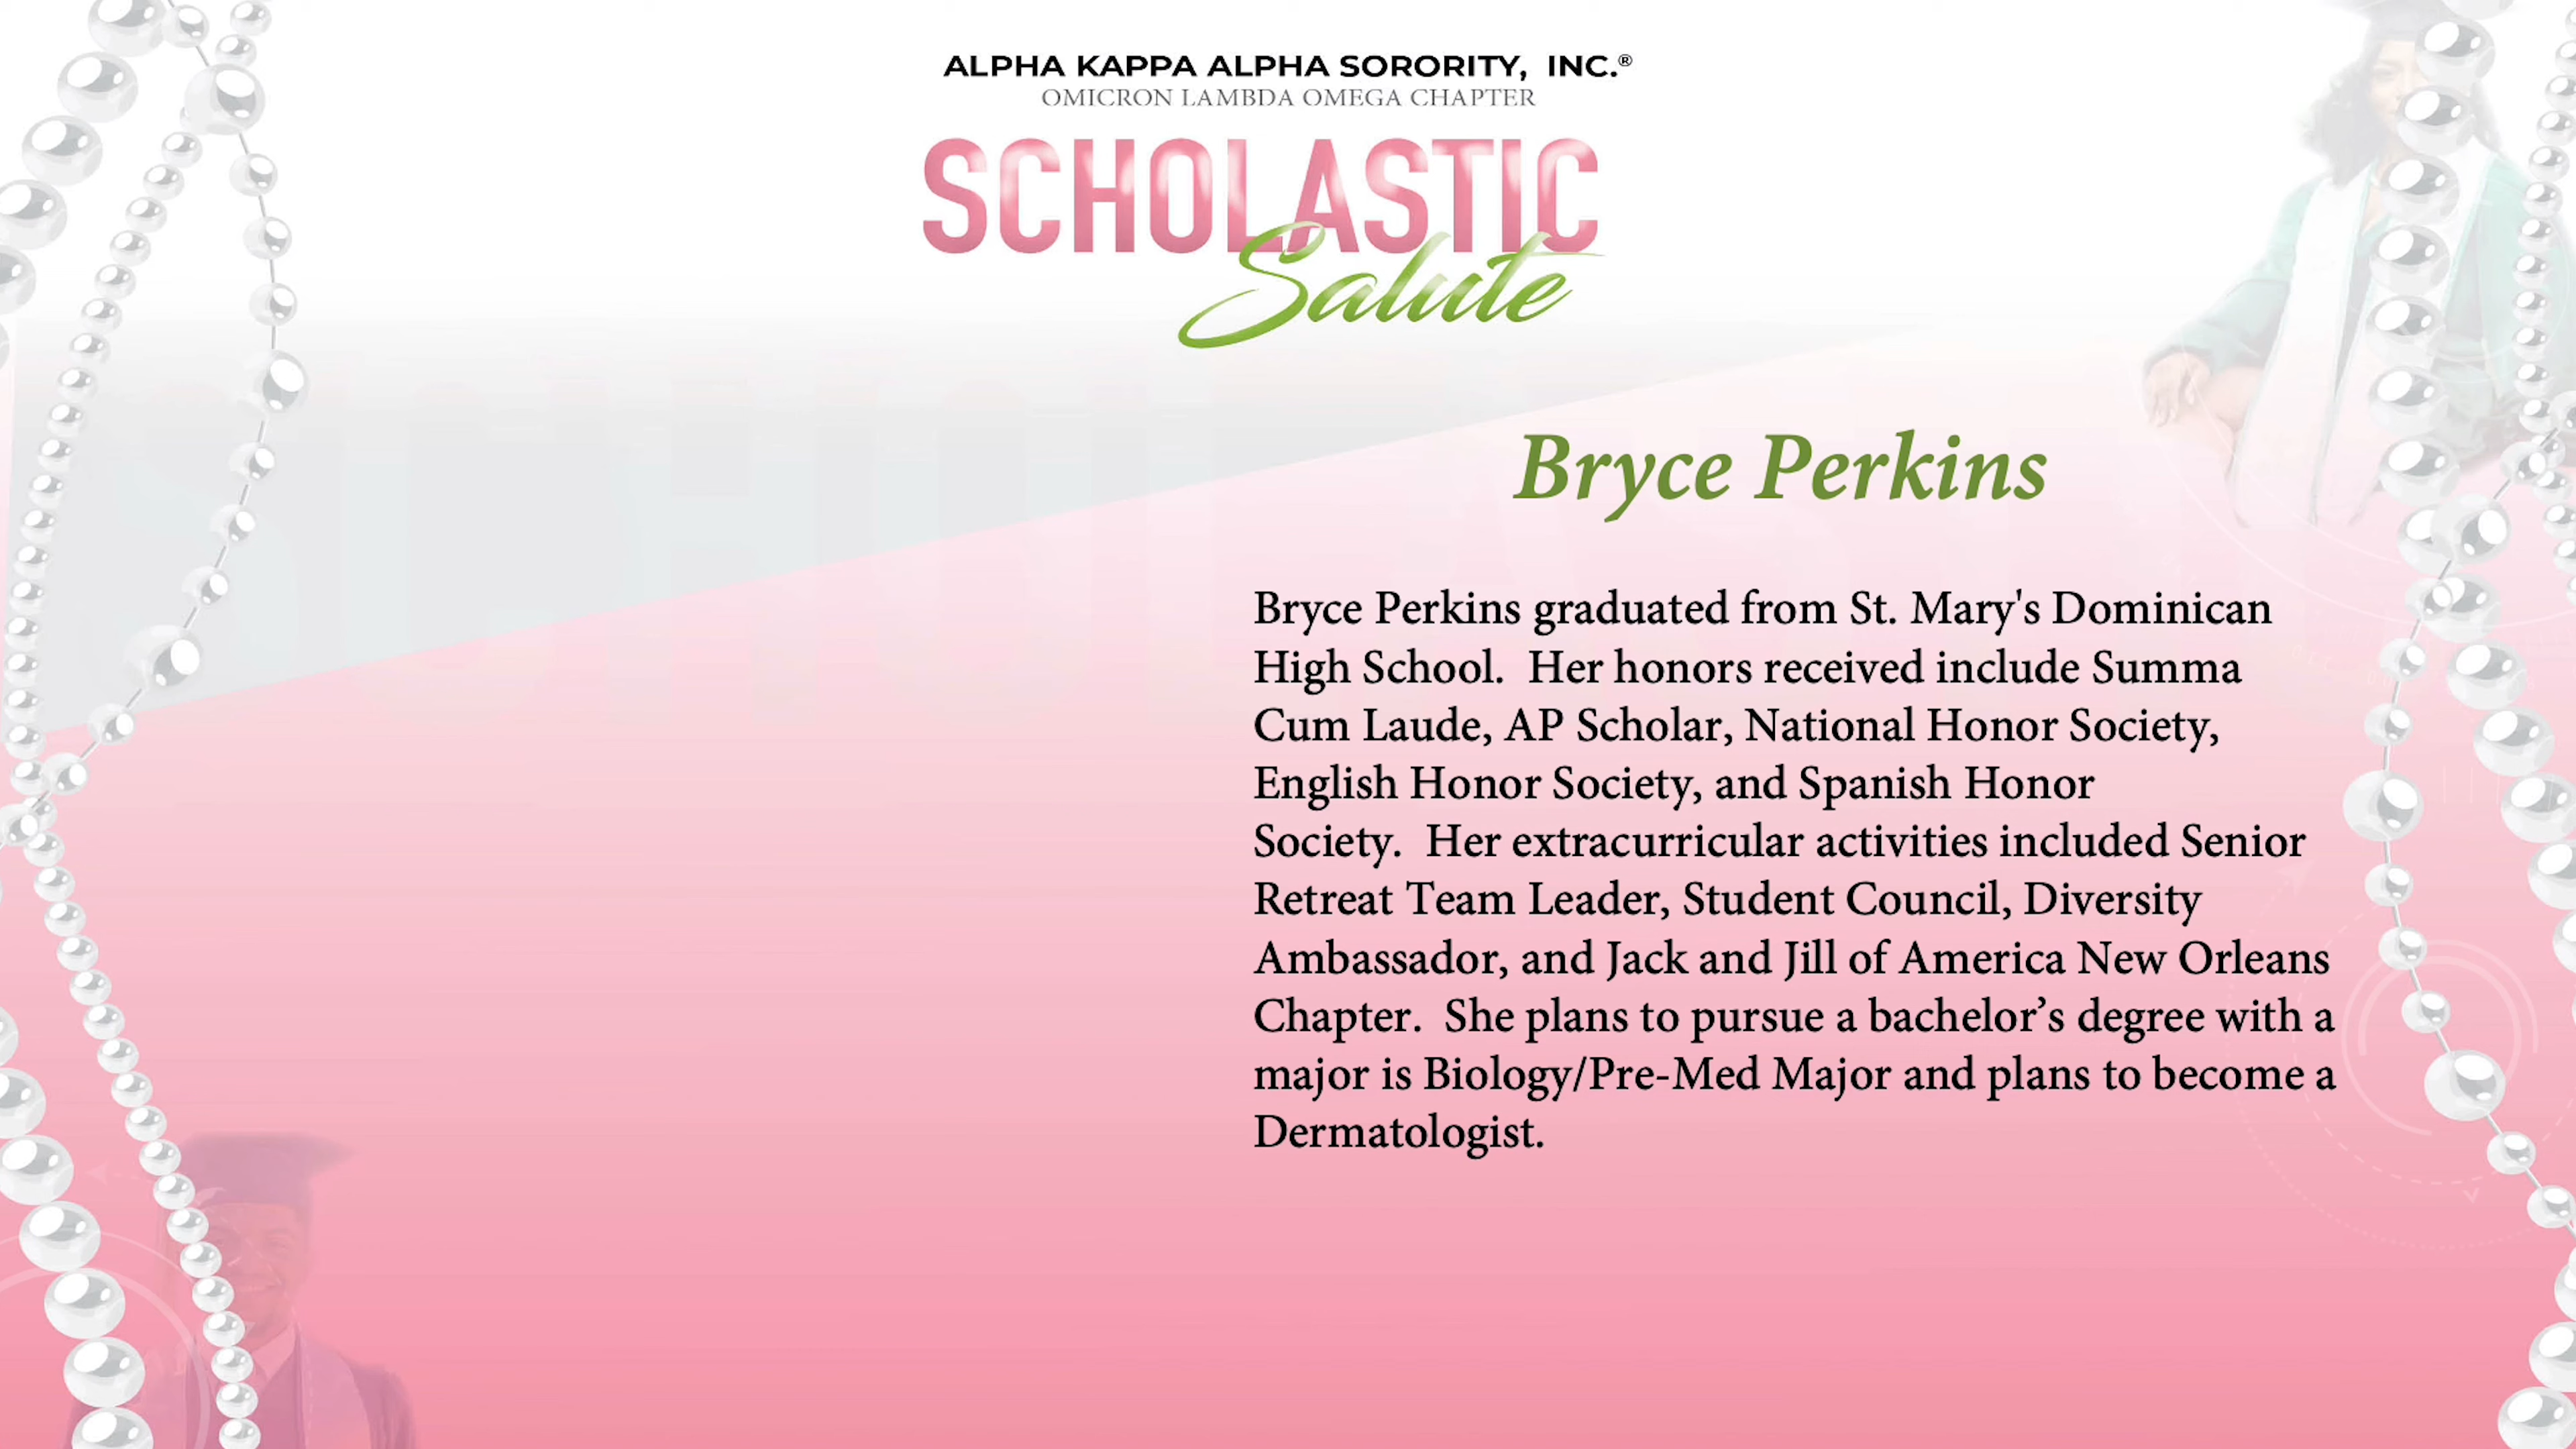 ALPHA KAPPA ALPHA SORORITY, INC.®
OMICRON LAMBDA OMEGA CHAPTER
SCHOLASTIC
Salute
Bryce Perkins
Bryce Perkins graduated from St. Mary's Dominican
High School.  Her honors received include Summa
Cum Laude, AP Scholar, National Honor Society,
English Honor Society, and Spanish Honor
Society.  Her extracurricular activities included Senior
Retreat Team Leader, Student Council, Diversity
Ambassador, and Jack and Jill of America New Orleans
Chapter.  She plans to pursue a bachelor’s degree with a
major is Biology/Pre-Med Major and plans to become a
Dermatologist.